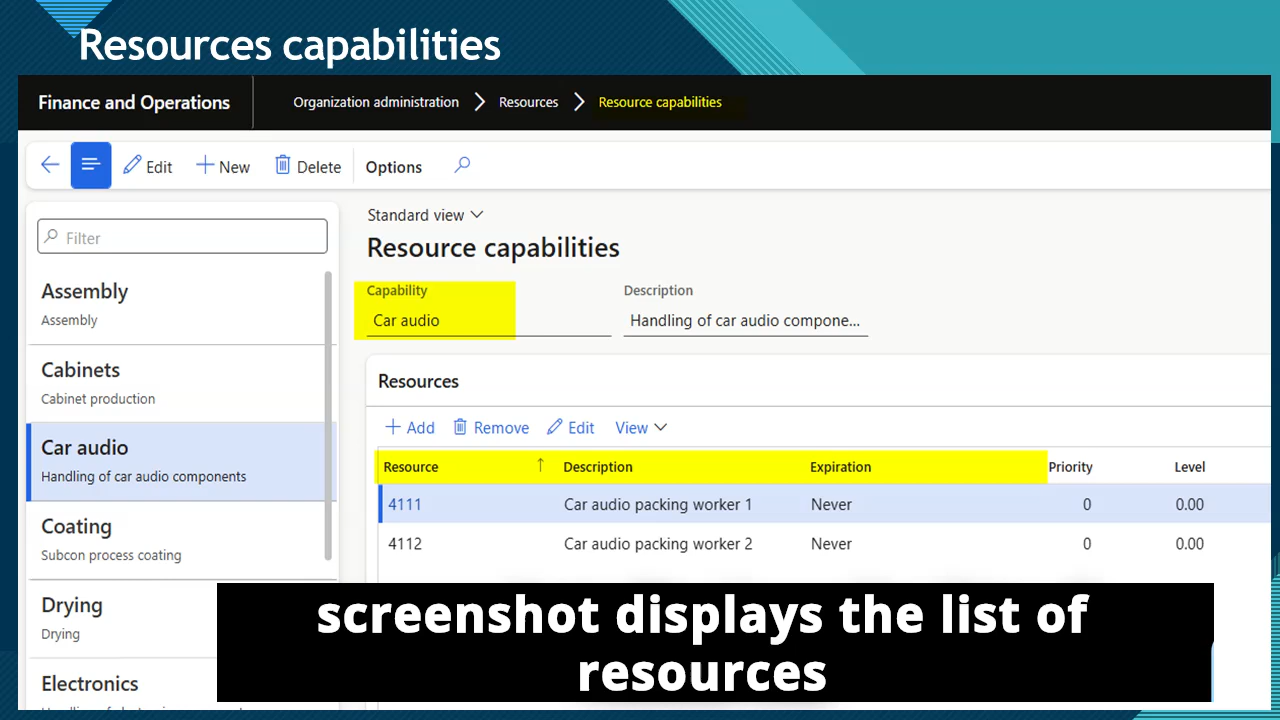 Resources capabilities
Finance and Operations
Organization administration
Resources
Resource capabilities
Edit
New
Delete
Options
Filter
Assembly
Assembly
Cabinets
Cabinet production
Car audio
Handling of car audio components
Coating
Subcon process coating
Drying
Drying
Electronics
Standard view
Resource capabilities
Capability
Description
Car audio
Handling of car audio compone...
Resources
Add
Remove
Edit
View
Resource Description Expiration Priority Level
4111 Car audio packing worker 1 Never 0 0.00
4112 Car audio packing worker 2 Never 0 0.00
screenshot displays the list of
resources